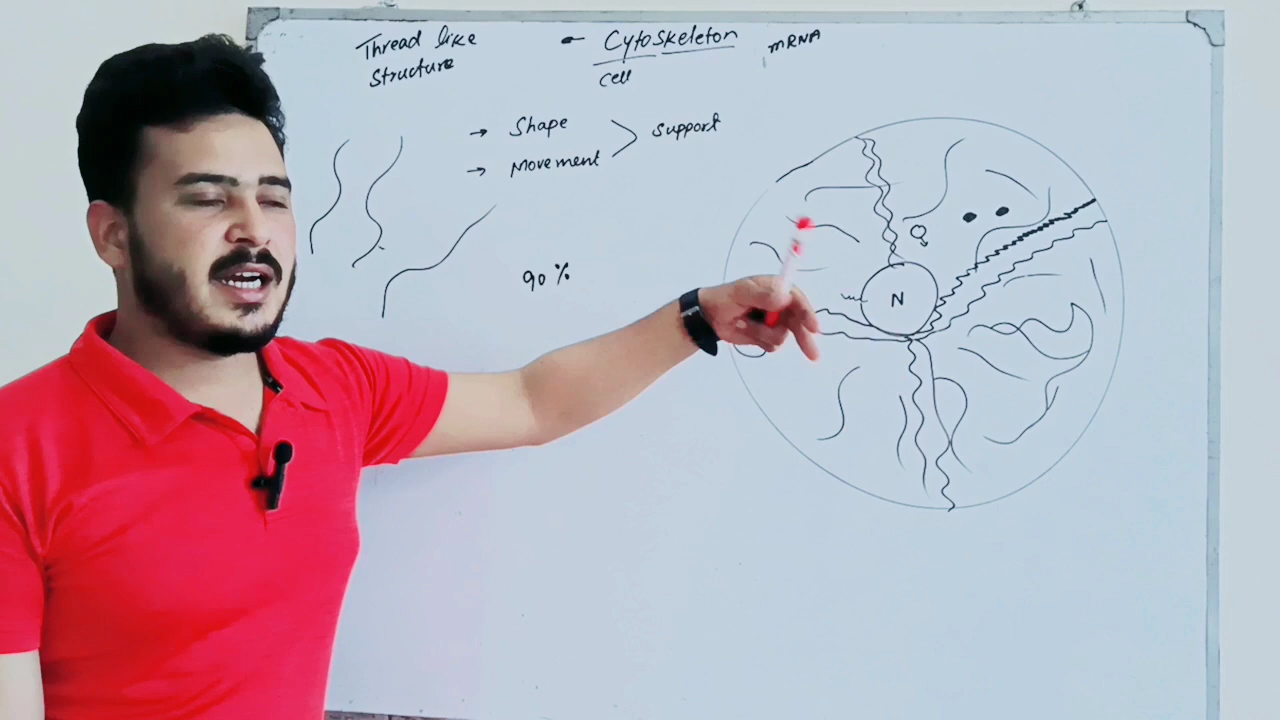 Thread like
structure
- Cytoskeleton
cell
mRNA
→ Shape
→ Movement
support
90%
N